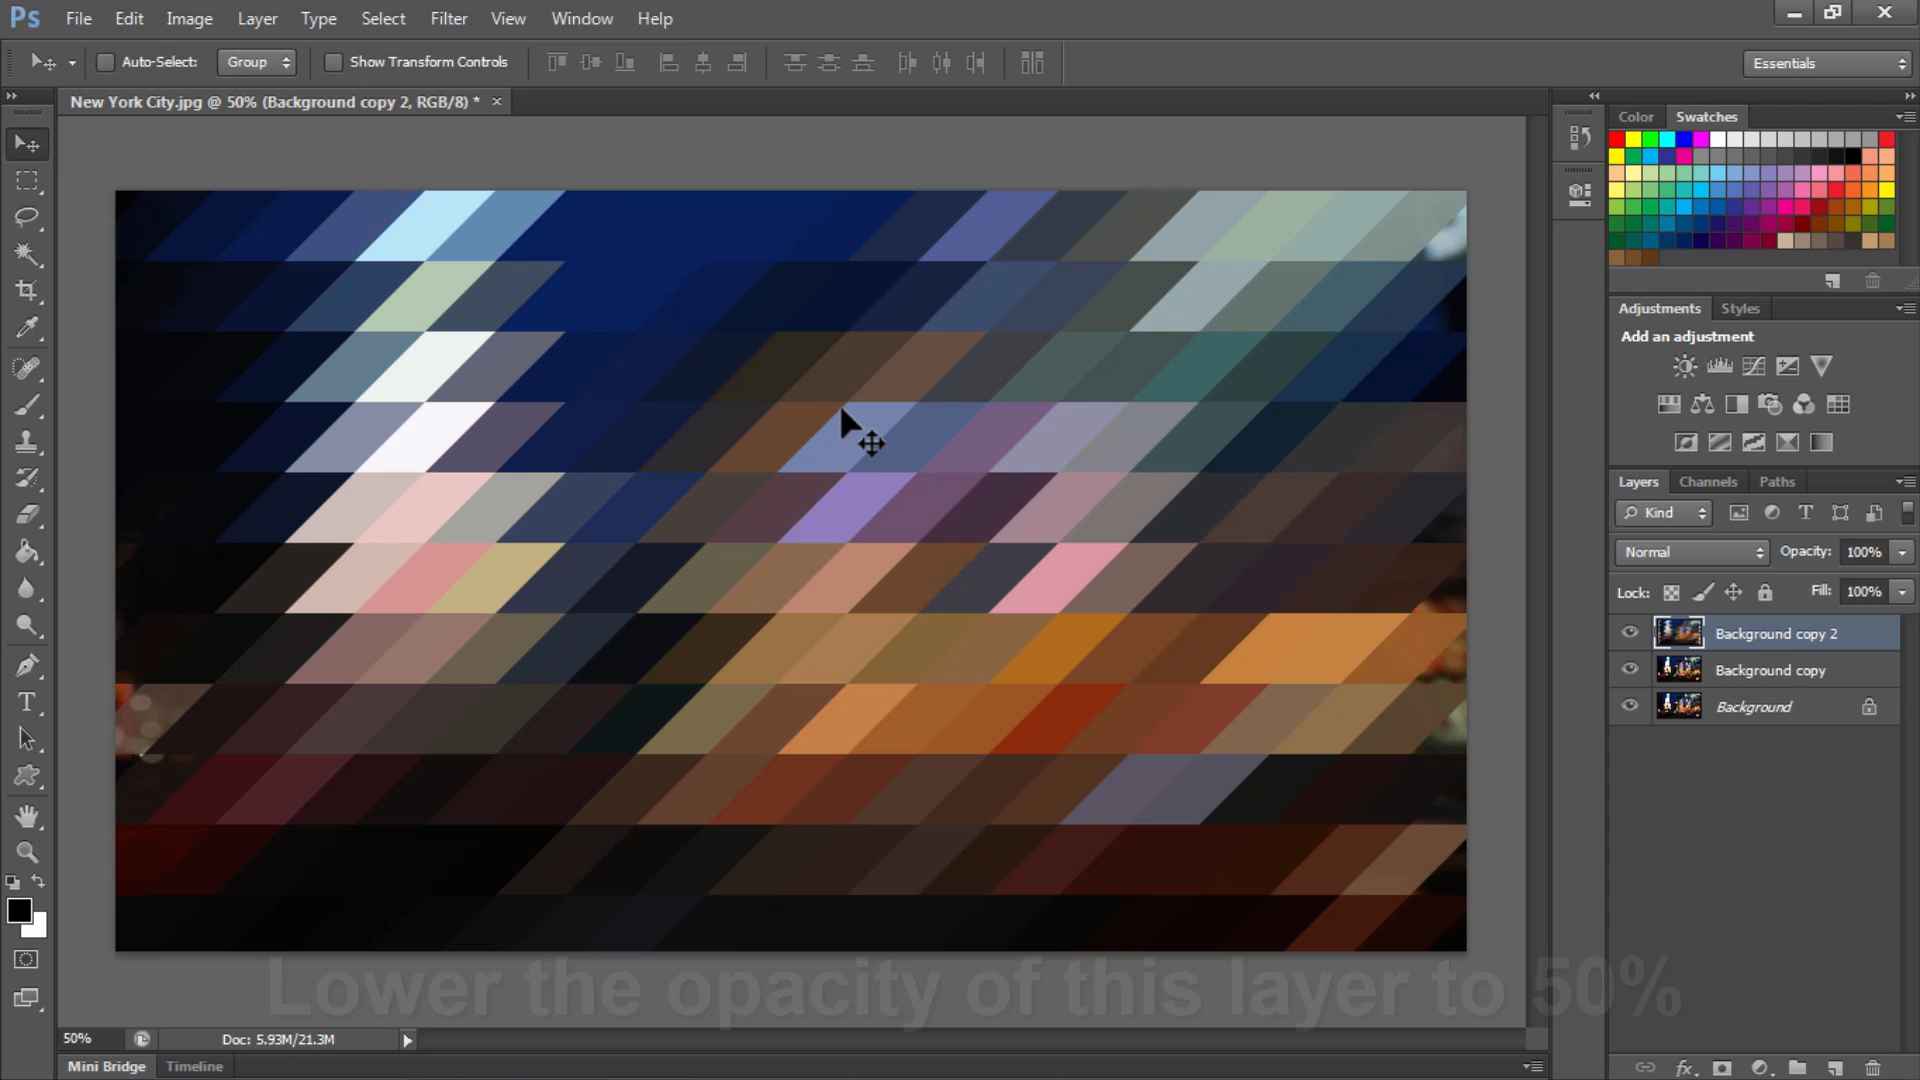 Ps File Edit Image Layer Type Select Filter View Window Help
Auto-Select: Group Show Transform Controls Essentials
New York City.jpg @ 50% (Background copy 2, RGB/8) * ×
Color Swatches
Adjustments Styles
Add an adjustment
Layers Channels Paths
Kind
Normal Opacity: 100%
Lock: Fill: 100%
Background copy 2
Background copy
Background
Lower the opacity of this layer to 50%
50% Doc: 5.93M/21.3M
Mini Bridge Timeline